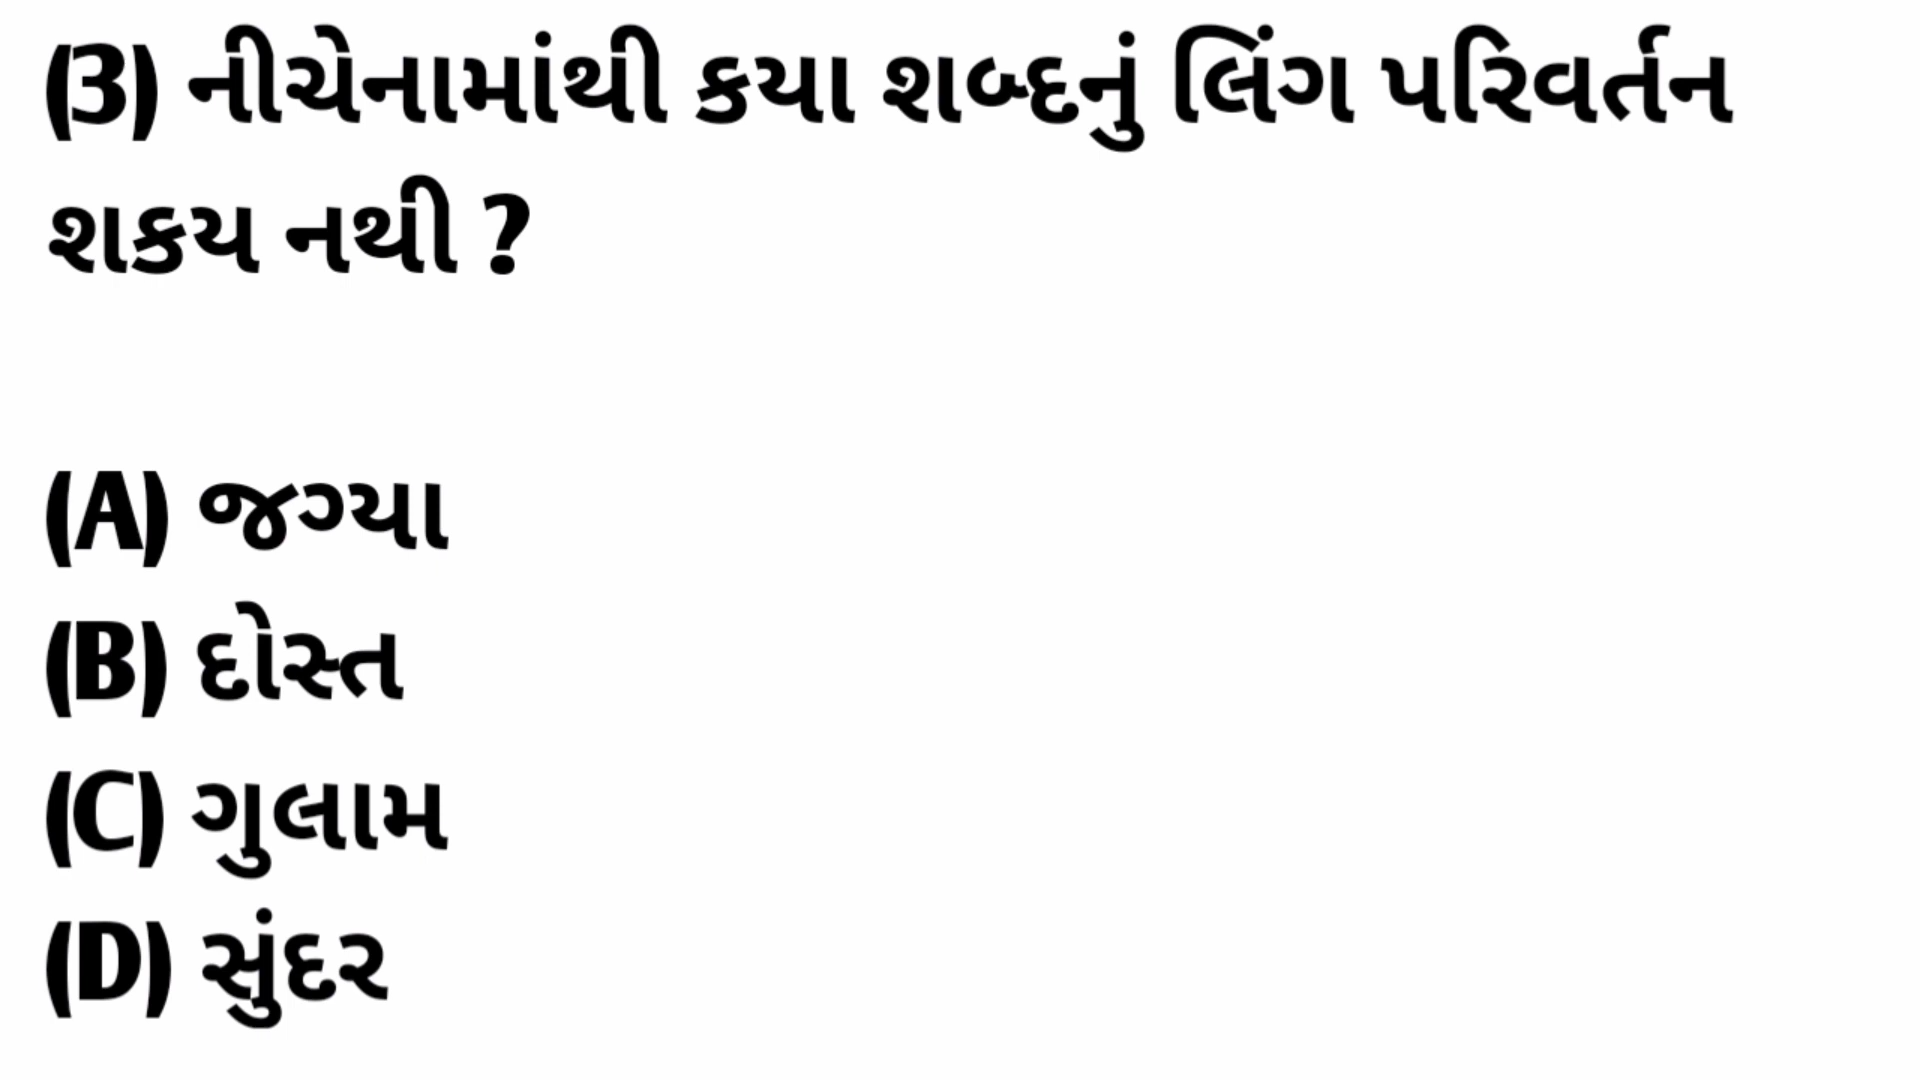 (3) નીચેનામાંથી કયા શબ્દનું લિંગ પરિવર્તન
શકય નથી ?
(A) જગ્યા
(B) દોસ્ત
(C) ગુલામ
(D) સુંદર